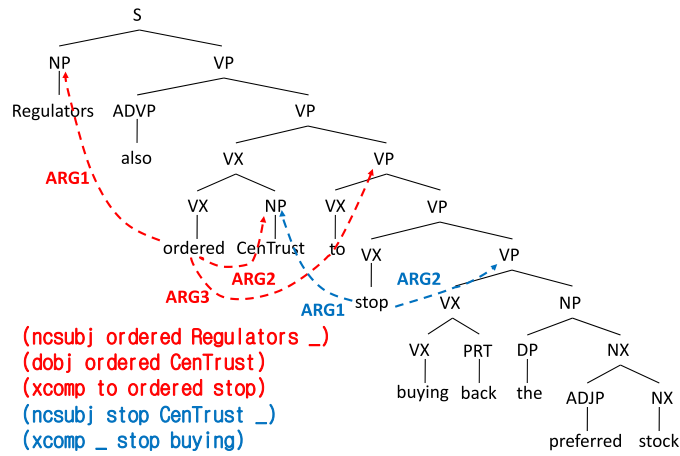 S
NP VP
Regulators ADVP VP
also VX VP
ARG1
VX NP VX VP
ordered CenTrust to VX VP
ARG2 ARG2
ARG3 ARG1 stop VX NP
(ncsubj ordered Regulators _)
(dobj ordered CenTrust)
(xcomp to ordered stop)
(ncsubj stop CenTrust _)
(xcomp _ stop buying)
VX PRT DP NX
buying back the ADJP NX
preferred stock